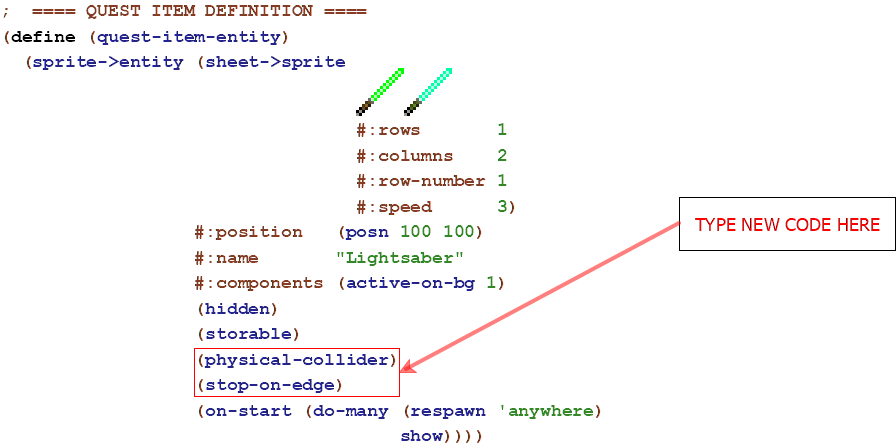 ;  ==== QUEST ITEM DEFINITION ====
(define (quest-item-entity)
  (sprite->entity (sheet->sprite
#:rows       1
#:columns    2
#:row-number 1
#:speed      3)
#:position   (posn 100 100)
#:name       "Lightsaber"
#:components (active-on-bg 1)
(hidden)
(storable)
(physical-collider)
(stop-on-edge)
(on-start (do-many (respawn 'anywhere)
show))))
TYPE NEW CODE HERE